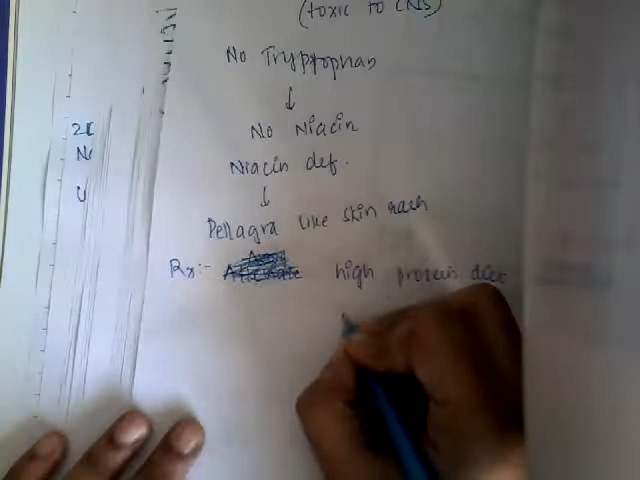 (toxic to CNS)
No Tryptophan
↓
No Niacin
Niacin def.
↓
Pellagra like skin rash
Rx:- high protein diet